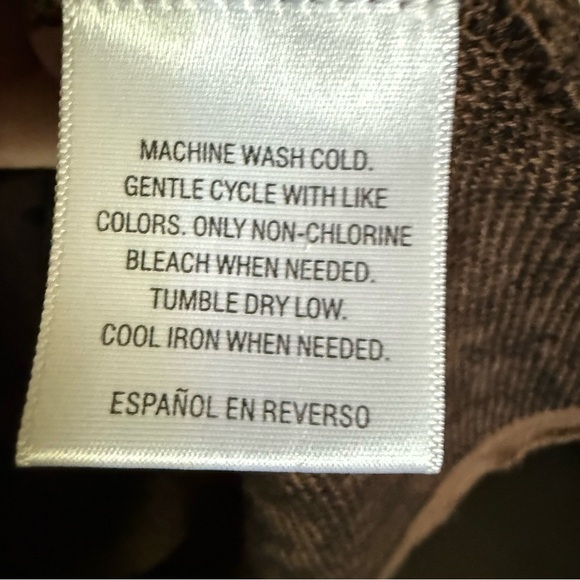 MACHINE WASH COLD.
GENTLE CYCLE WITH LIKE
COLORS. ONLY NON-CHLORINE
BLEACH WHEN NEEDED.
TUMBLE DRY LOW.
COOL IRON WHEN NEEDED.
ESPAÑOL EN REVERSO